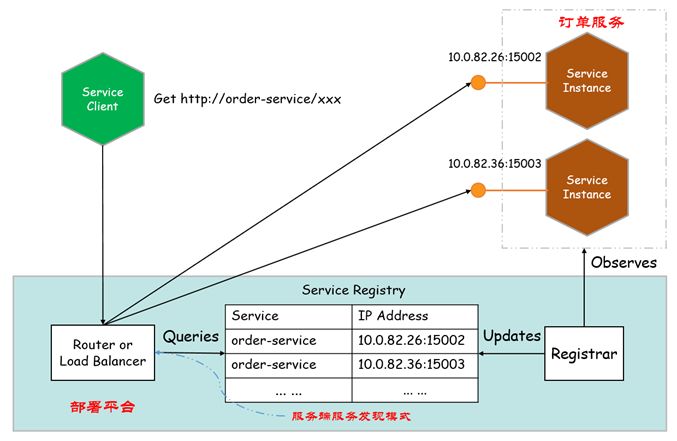 订单服务
10.0.82.26:15002
Service
Instance
Service
Client
Get http://order-service/xxx
10.0.82.36:15003
Service
Instance
Observes
Service Registry
Service IP Address
order-service 10.0.82.26:15002
order-service 10.0.82.36:15003
... ... ... ...
Router or
Load Balancer
Queries
Updates
Registrar
部署平台
服务端服务发现模式